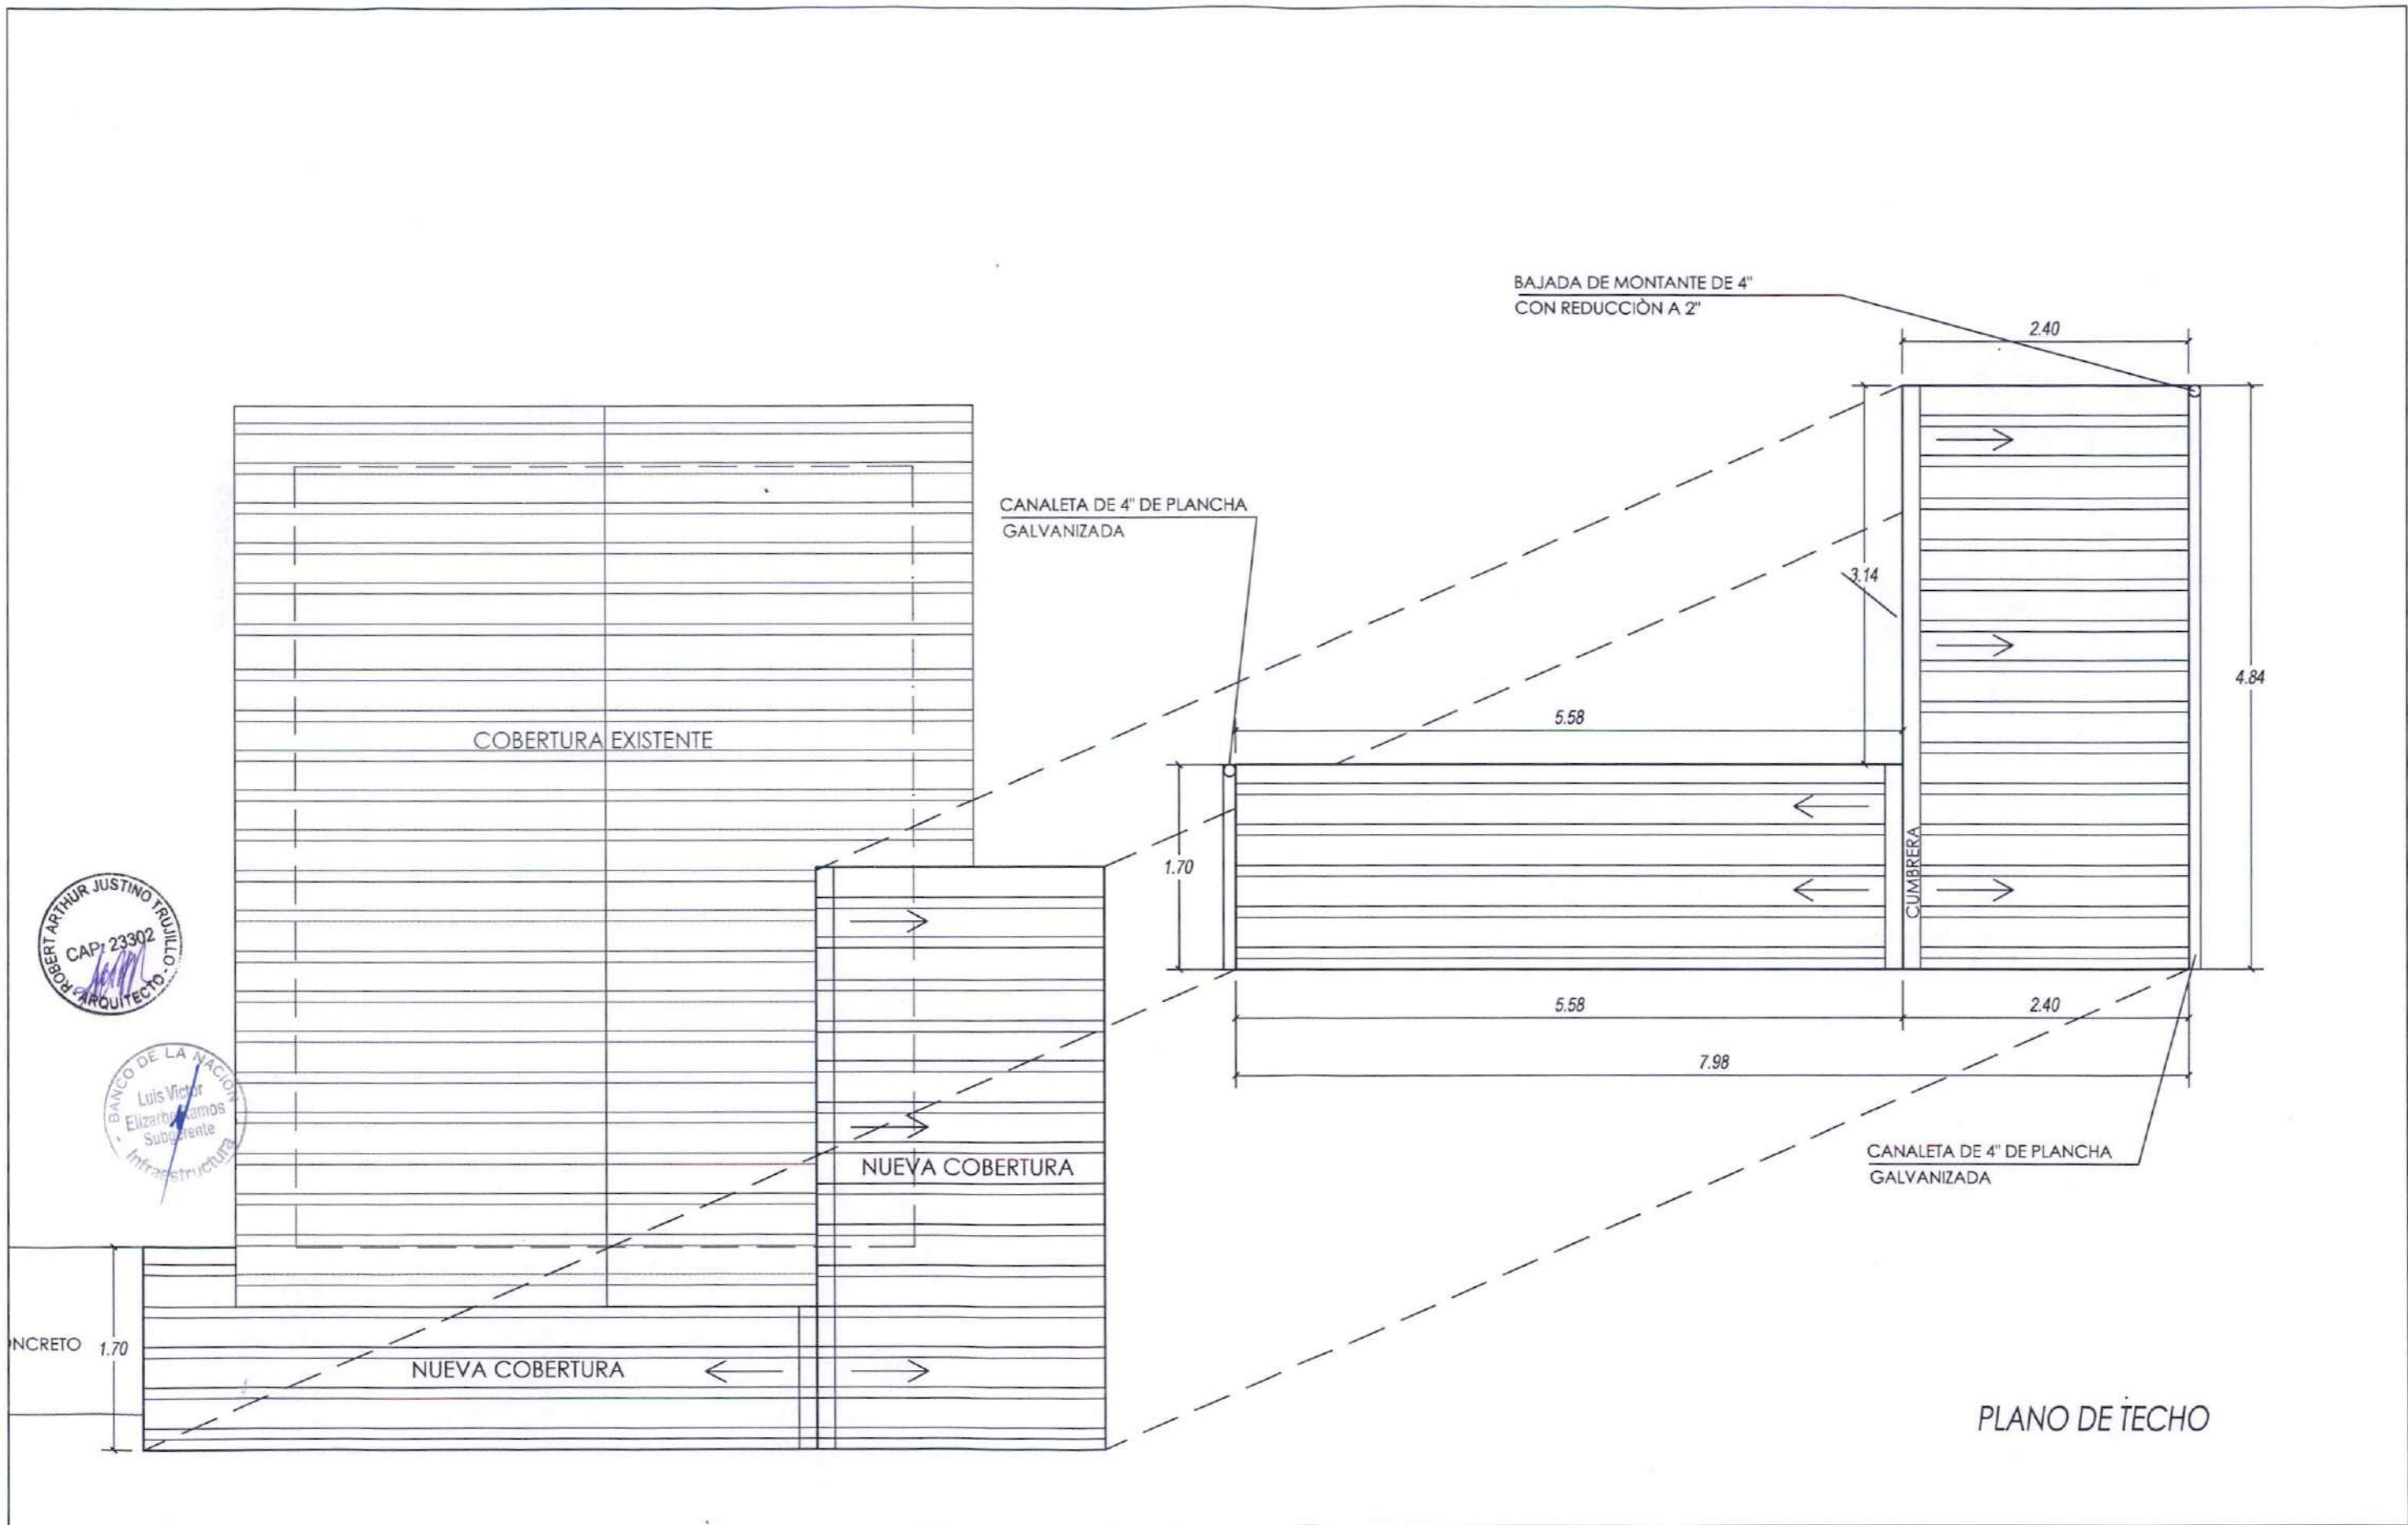 BAJADA DE MONTANTE DE 4"
CON REDUCCIÒN A 2"
2.40
CANALETA DE 4" DE PLANCHA
GALVANIZADA
3.14
4.84
5.58
COBERTURA EXISTENTE
1.70
CUMBRERA
5.58
2.40
7.98
CANALETA DE 4" DE PLANCHA
GALVANIZADA
ROBERT ARTHUR JUSTINO TRUJILLO
CAP: 23302
ARQUITECTO
BANCO DE LA NACIÓN
Luis Victor
Subgerente
Infraestructura
NUEVA COBERTURA
NCRETO
1.70
NUEVA COBERTURA
PLANO DE TECHO